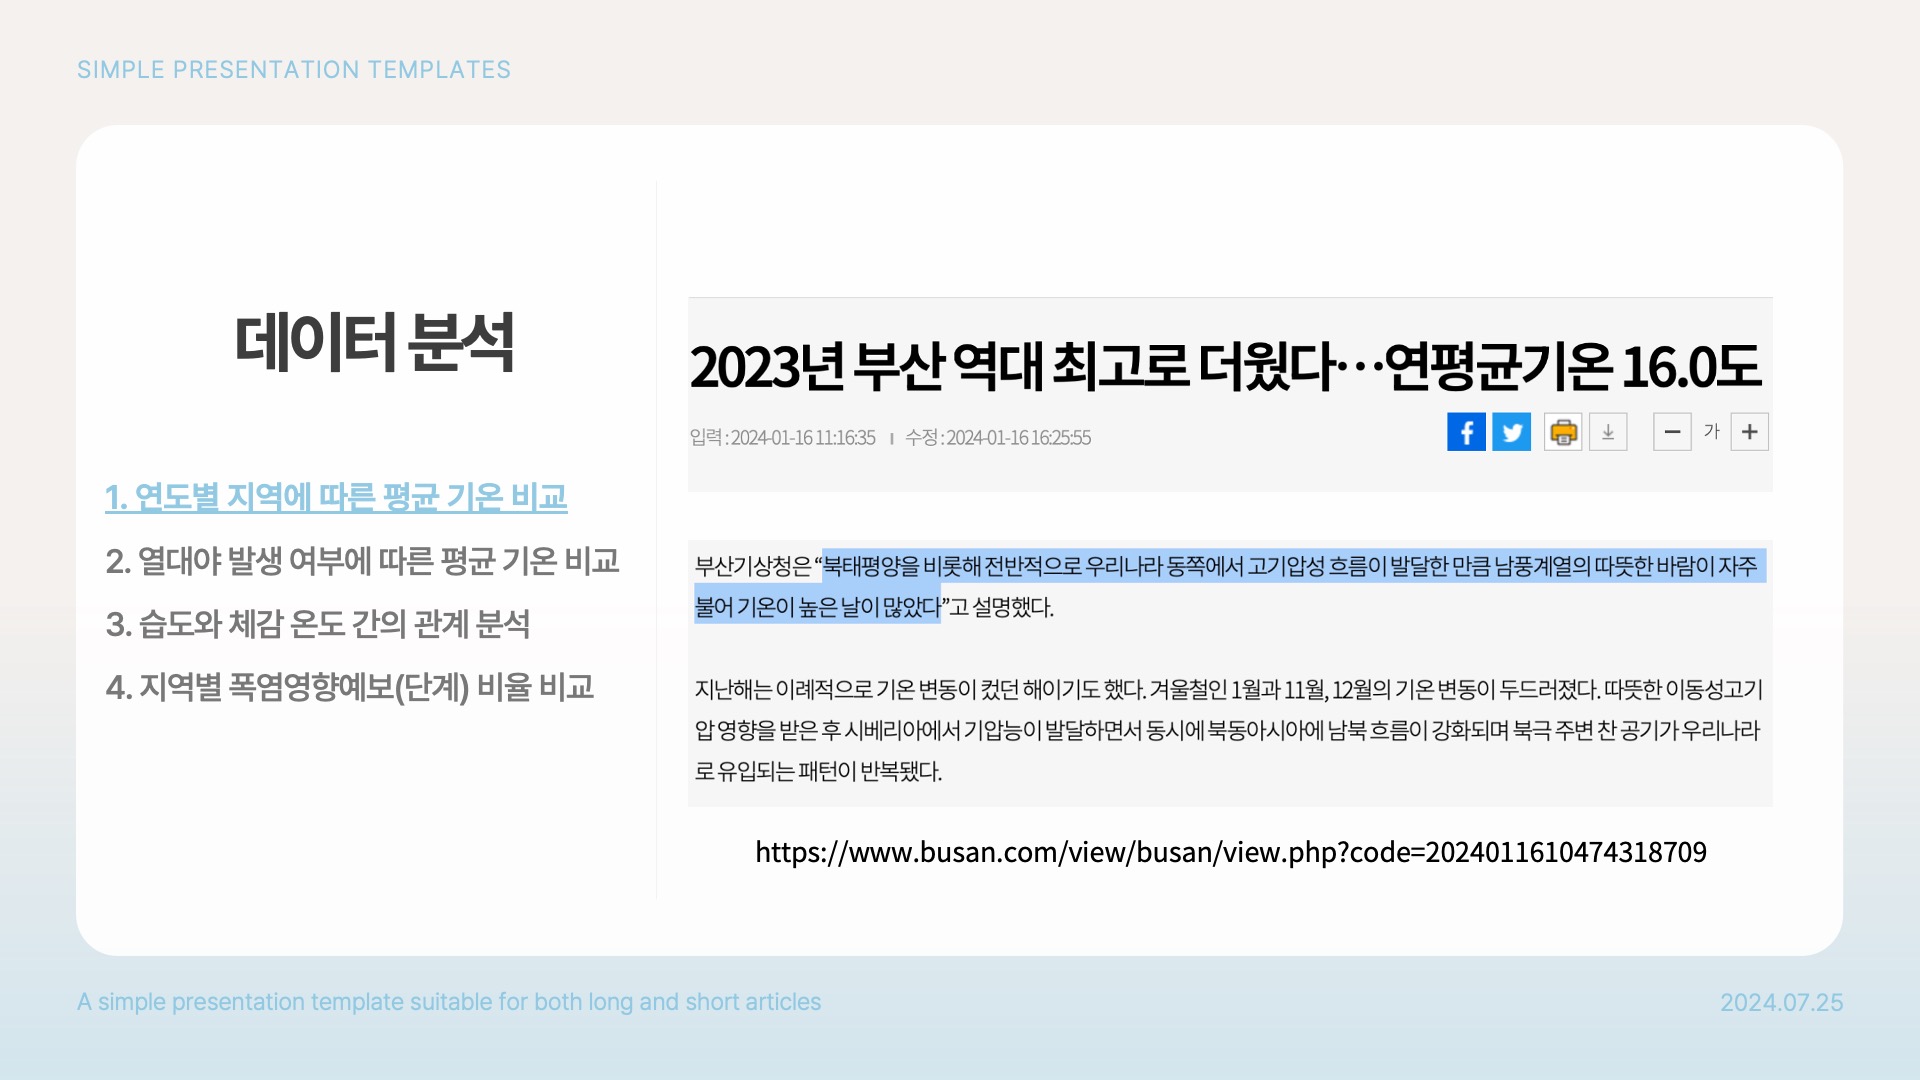 SIMPLE PRESENTATION TEMPLATES
데이터 분석
1. 연도별 지역에 따른 평균 기온 비교
2. 열대야 발생 여부에 따른 평균 기온 비교
3. 습도와 체감 온도 간의 관계 분석
4. 지역별 폭염영향예보(단계) 비율 비교
2023년 부산 역대 최고로 더웠다…연평균기온 16.0도
입력 : 2024-01-16 11:16:35 | 수정 : 2024-01-16 16:25:55
f
가
부산기상청은 “북태평양을 비롯해 전반적으로 우리나라 동쪽에서 고기압성 흐름이 발달한 만큼 남풍계열의 따뜻한 바람이 자주
불어 기온이 높은 날이 많았다”고 설명했다.
지난해는 이례적으로 기온 변동이 컸던 해이기도 했다. 겨울철인 1월과 11월, 12월의 기온 변동이 두드러졌다. 따뜻한 이동성고기
압 영향을 받은 후 시베리아에서 기압능이 발달하면서 동시에 북동아시아에 남북 흐름이 강화되며 북극 주변 찬 공기가 우리나라
로 유입되는 패턴이 반복됐다.
https://www.busan.com/view/busan/view.php?code=2024011610474318709
A simple presentation template suitable for both long and short articles
2024.07.25